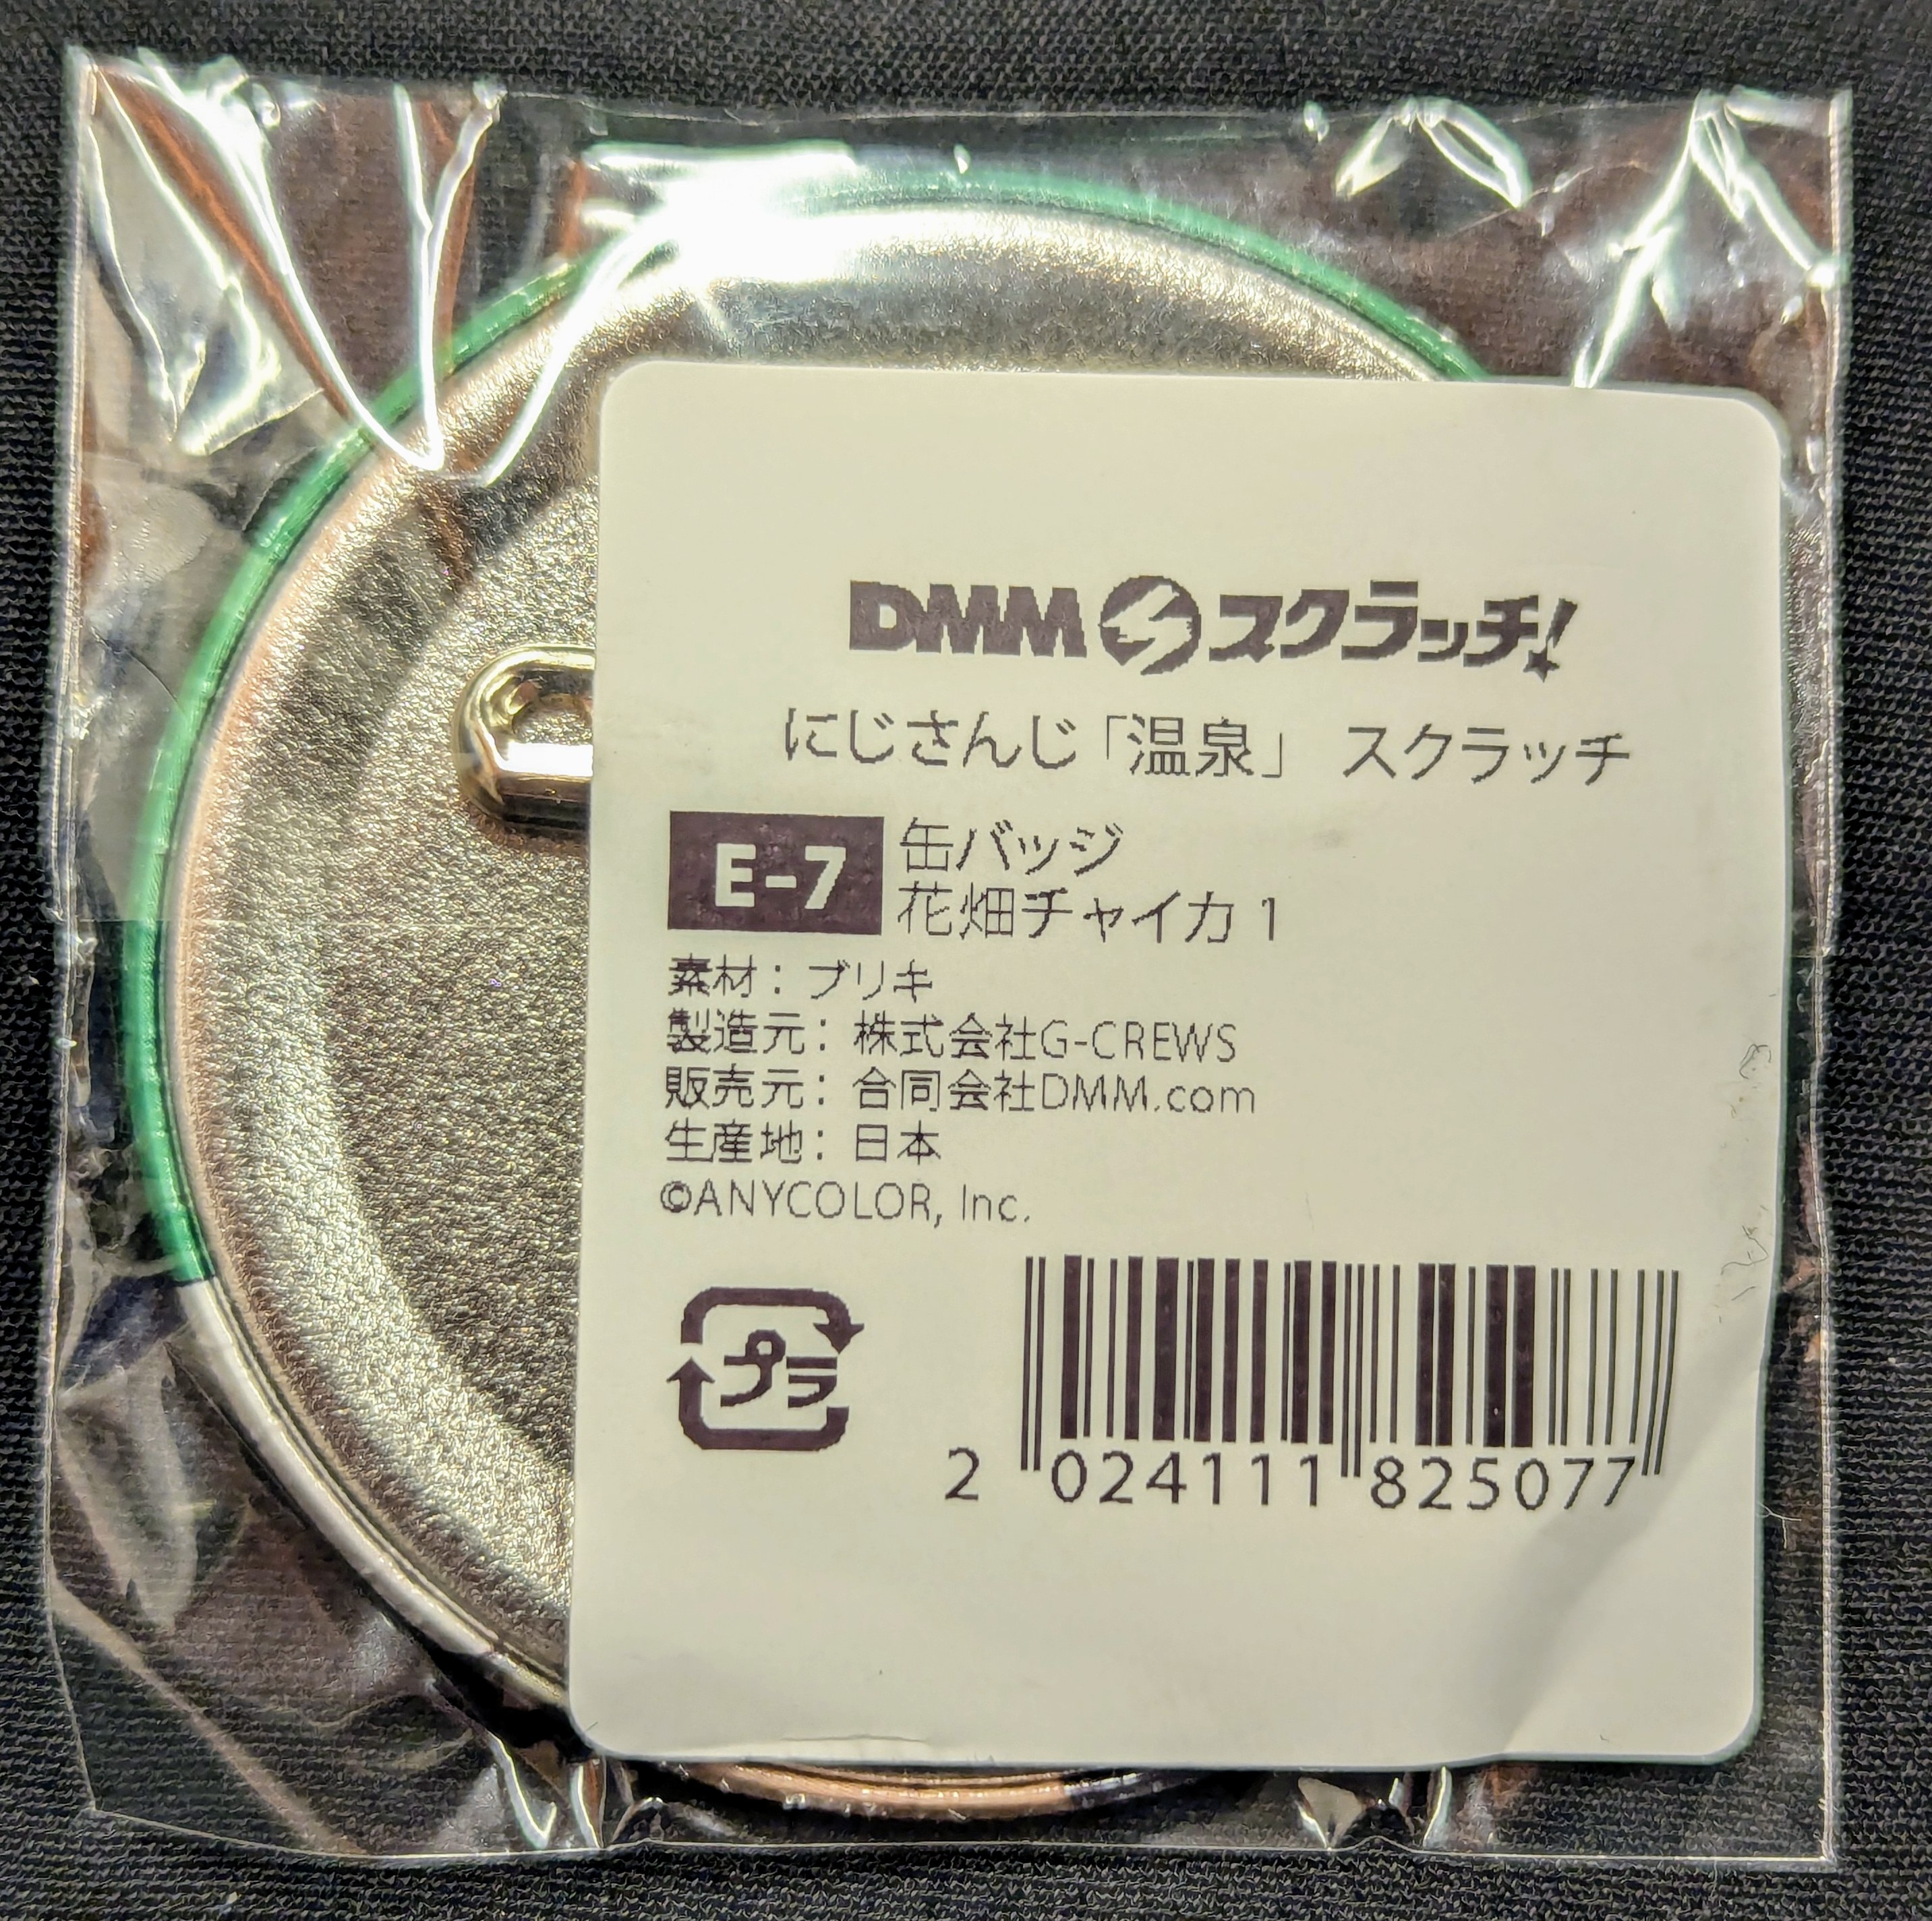 DMMスクラッチ!
にじさんじ「温泉」 スクラッチ
E-7 缶バッジ
花畑チャイカ 1
素材：ブリキ
製造元：株式会社G-CREWS
販売元：合同会社DMM.com
生産地：日本
©ANYCOLOR, Inc.
プラ
2 024111 825077